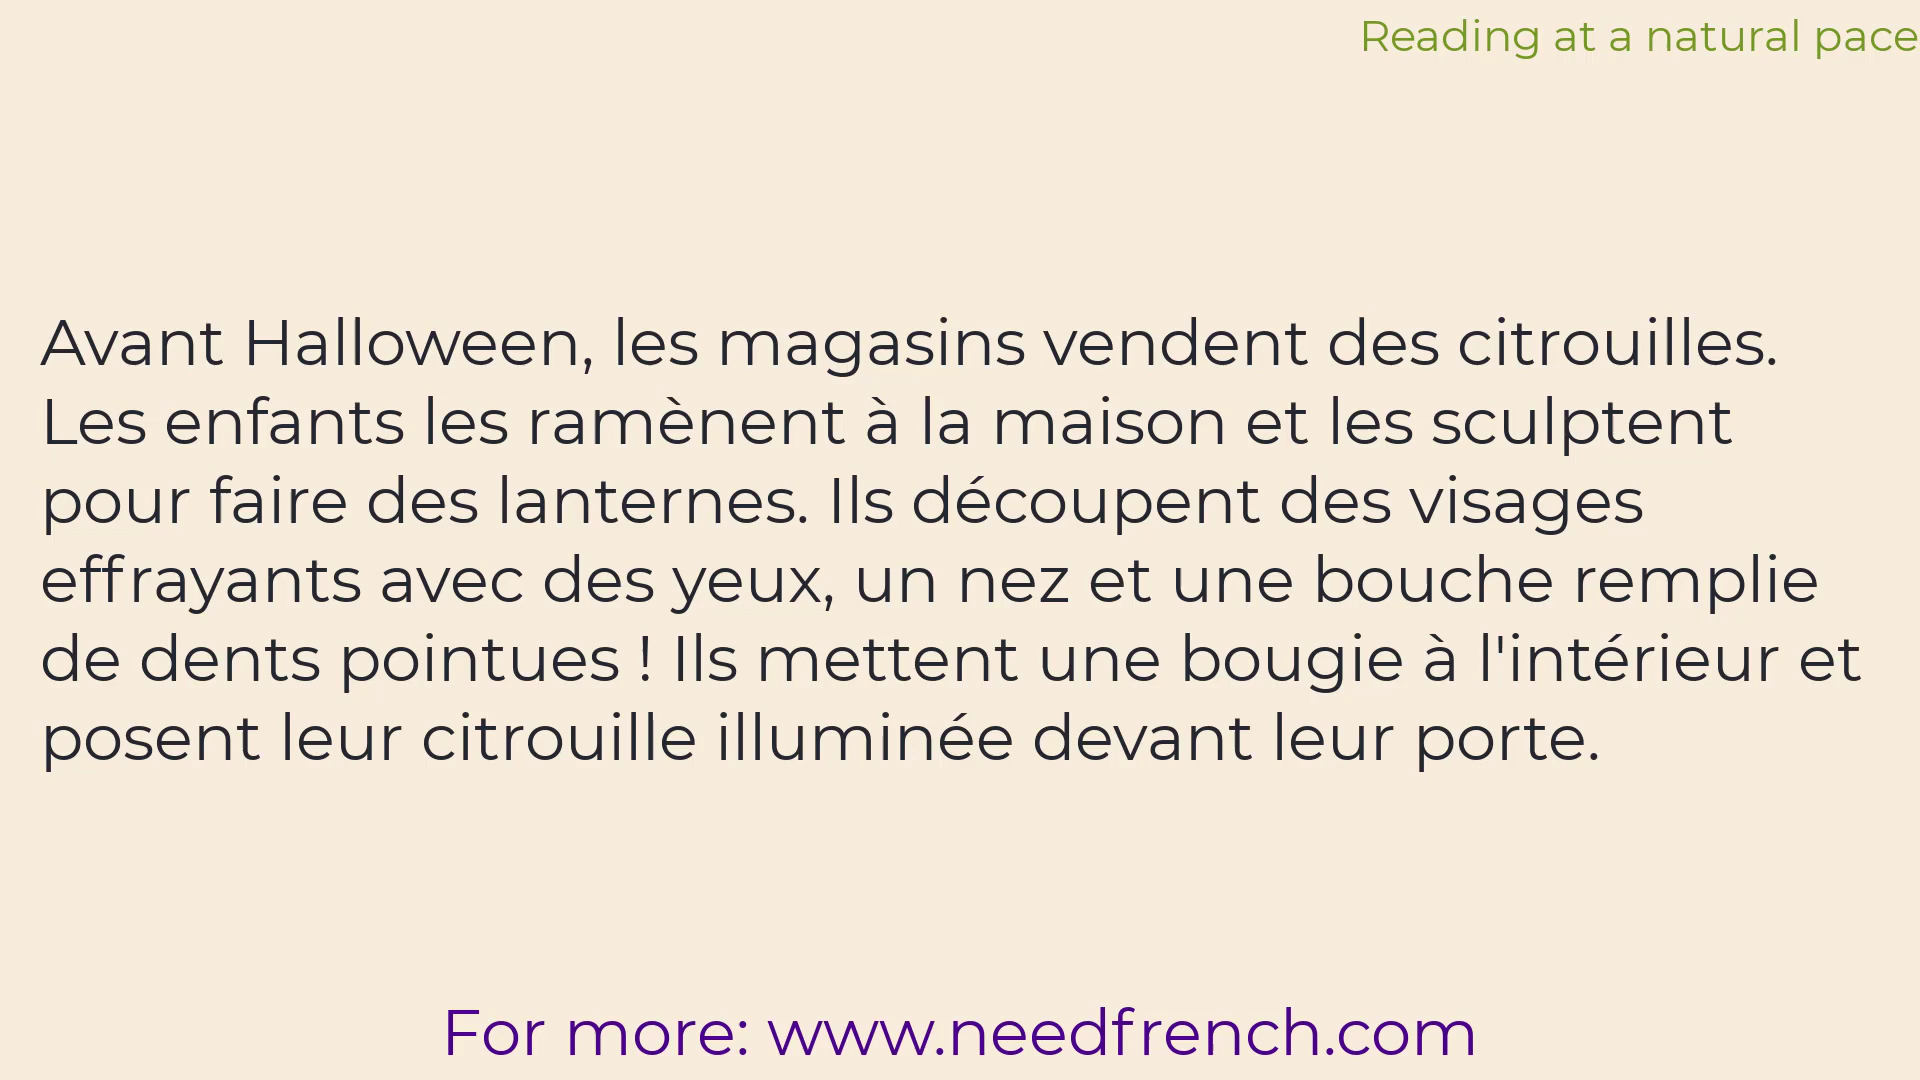 Reading at a natural pace
Avant Halloween, les magasins vendent des citrouilles.
Les enfants les ramènent à la maison et les sculptent
pour faire des lanternes. Ils découpent des visages
effrayants avec des yeux, un nez et une bouche remplie
de dents pointues ! Ils mettent une bougie à l'intérieur et
posent leur citrouille illuminée devant leur porte.
For more: www.needfrench.com